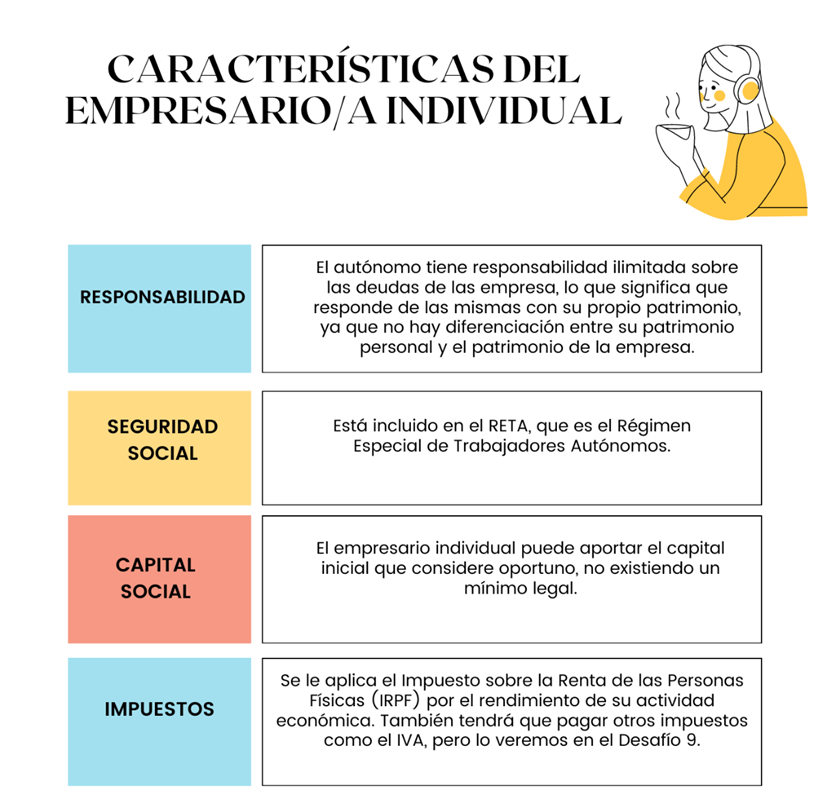 CARACTERÍSTICAS DEL
EMPRESARIO/A INDIVIDUAL
RESPONSABILIDAD
El autónomo tiene responsabilidad ilimitada sobre
las deudas de las empresa, lo que significa que
responde de las mismas con su propio patrimonio,
ya que no hay diferenciación entre su patrimonio
personal y el patrimonio de la empresa.
SEGURIDAD
SOCIAL
Está incluido en el RETA, que es el Régimen
Especial de Trabajadores Autónomos.
CAPITAL
SOCIAL
El empresario individual puede aportar el capital
inicial que considere oportuno, no existiendo un
mínimo legal.
IMPUESTOS
Se le aplica el Impuesto sobre la Renta de las Personas
Físicas (IRPF) por el rendimiento de su actividad
económica. También tendrá que pagar otros impuestos
como el IVA, pero lo veremos en el Desafío 9.